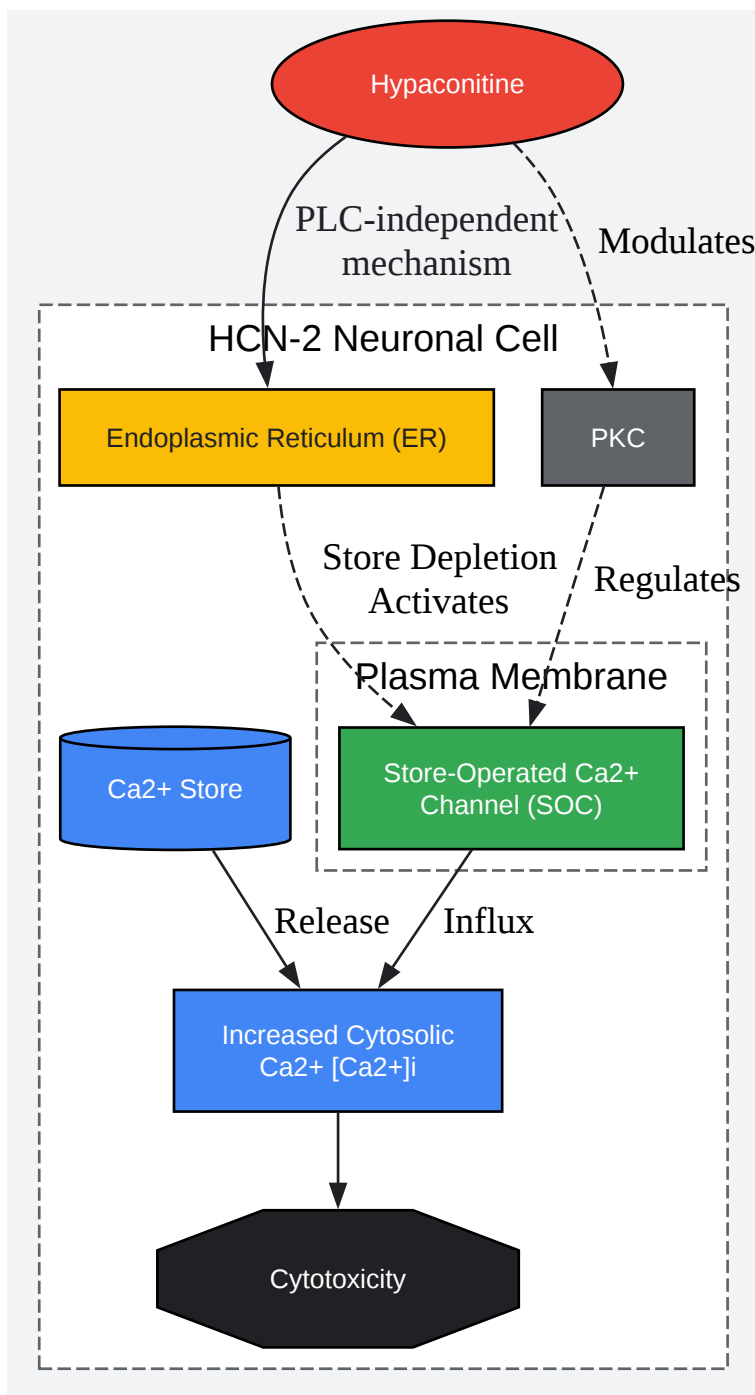 Hypaconitine
PLC-independent
mechanism
Modulates
HCN-2 Neuronal Cell
Endoplasmic Reticulum (ER)
PKC
Store Depletion
Activates
Regulates
Plasma Membrane
Ca2+ Store
Store-Operated Ca2+
Channel (SOC)
Release
Influx
Increased Cytosolic
Ca2+ [Ca2+]i
Cytotoxicity